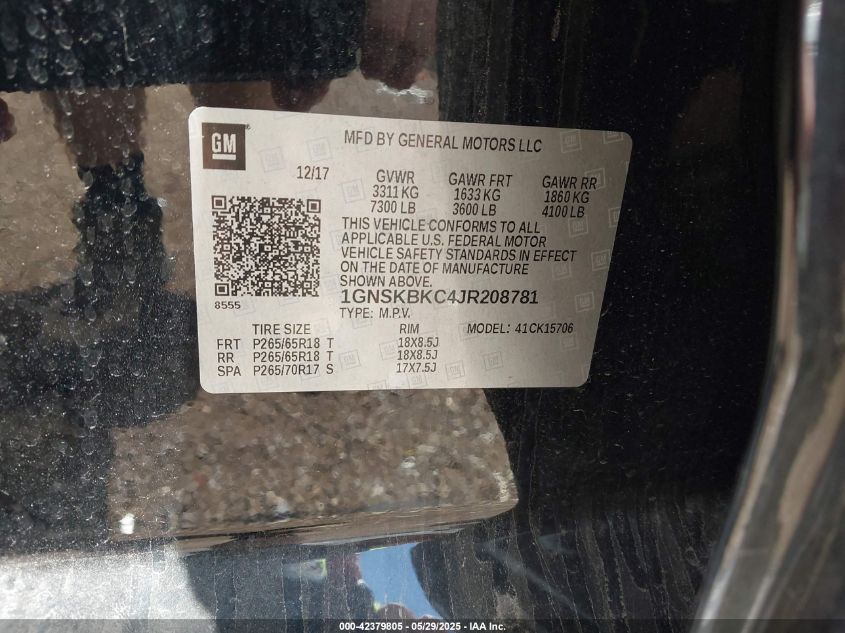 GM
MFD BY GENERAL MOTORS LLC
12/17 GVWR GAWR FRT GAWR RR
3311 KG 1633 KG 1860 KG
7300 LB 3600 LB 4100 LB
THIS VEHICLE CONFORMS TO ALL
APPLICABLE U.S. FEDERAL MOTOR
VEHICLE SAFETY STANDARDS IN EFFECT
ON THE DATE OF MANUFACTURE
SHOWN ABOVE.
8555
1GNSKBKC4JR208781
TYPE: M.P.V.
TIRE SIZE RIM MODEL: 41CK15706
FRT P265/65R18 T 18X8.5J
RR P265/65R18 T 18X8.5J
SPA P265/70R17 S 17X7.5J
000-42379805 - 05/29/2025 - IAA Inc.